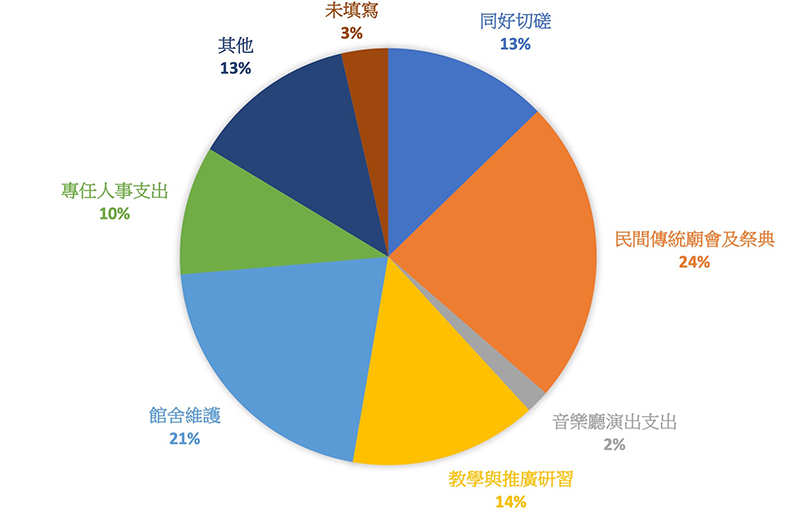 未填寫
3%
同好切磋
13%
其他
13%
專任人事支出
10%
民間傳統廟會及祭典
24%
館舍維護
21%
音樂廳演出支出
2%
教學與推廣研習
14%